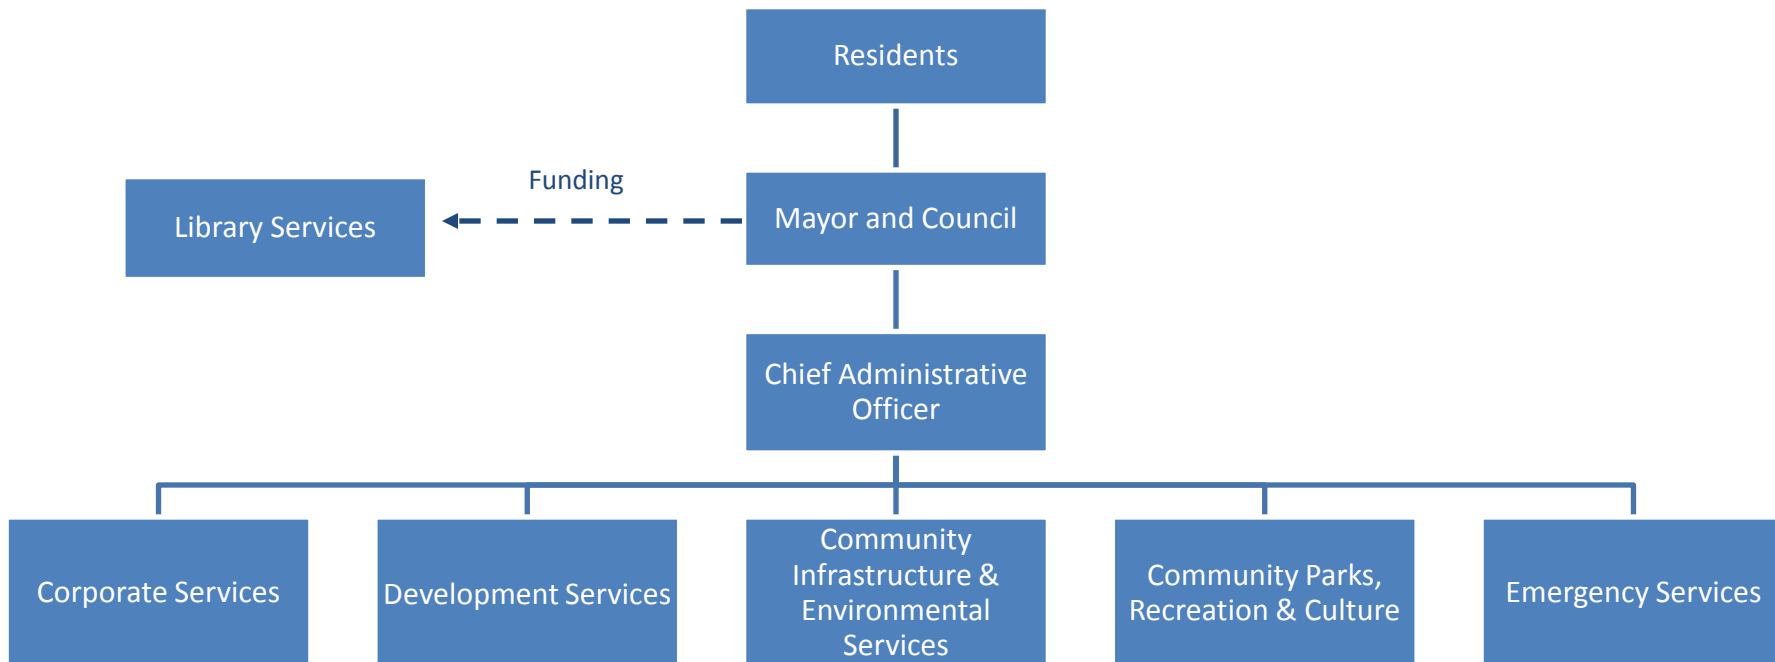 Residents
Funding
Library Services
Mayor and Council
Chief Administrative
Officer
Corporate Services
Development Services
Community
Infrastructure &
Environmental
Services
Community Parks,
Recreation & Culture
Emergency Services